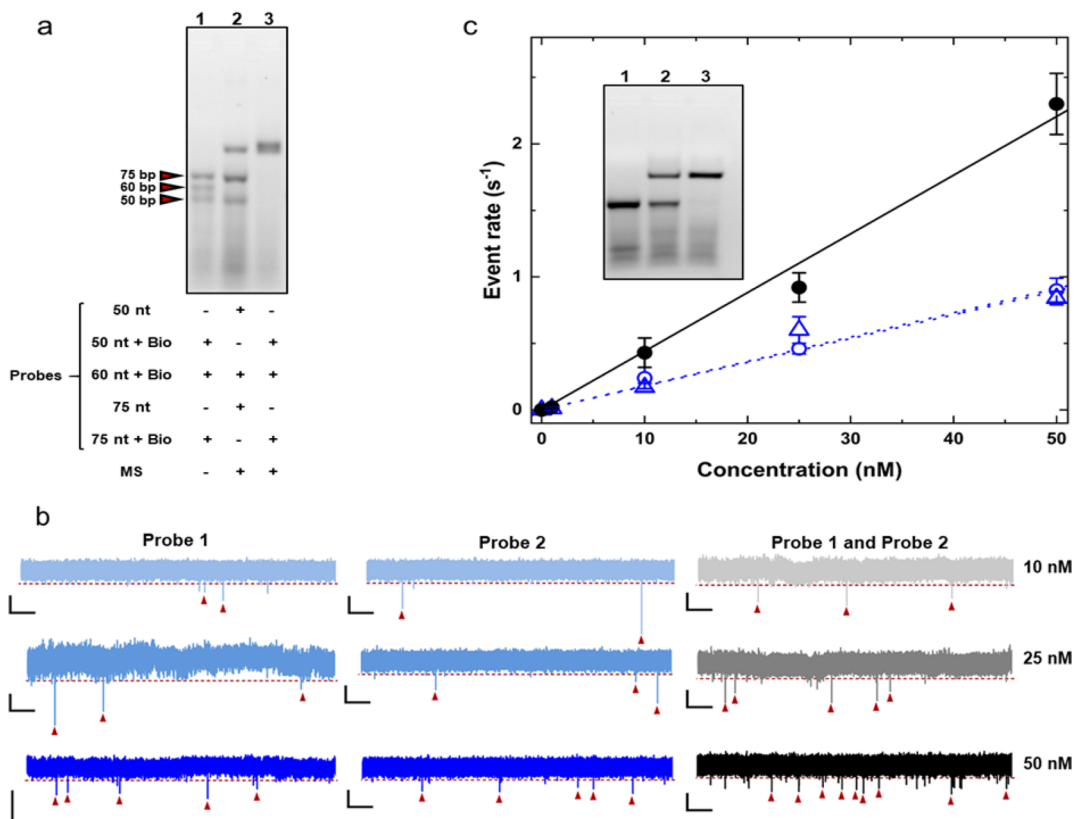 a
1 2 3
75 bp
60 bp
50 bp
50 nt - + -
50 nt + Bio + - +
Probes 60 nt + Bio + + +
75 nt - + -
75 nt + Bio + - +
MS - + +
c
1 2 3
2
1
0
Event rate (s⁻¹)
0 10 20 30 40 50
Concentration (nM)
b
Probe 1 Probe 2 Probe 1 and Probe 2
10 nM
25 nM
50 nM